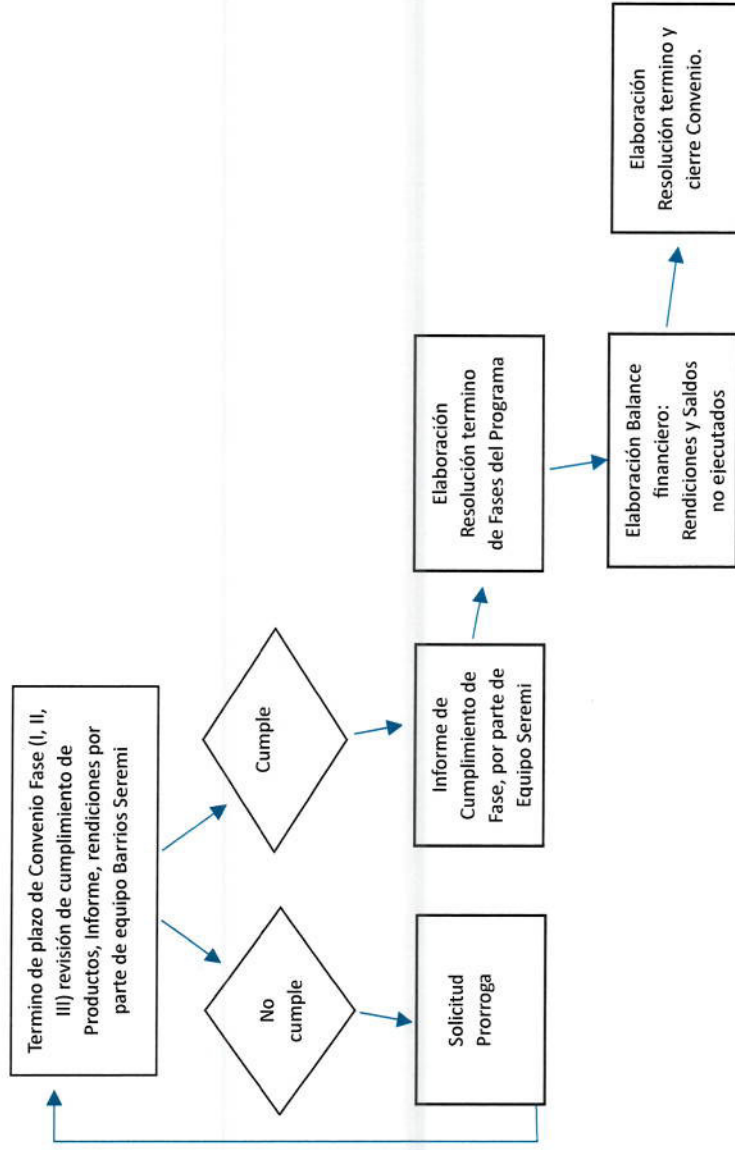 Termino de plazo de Convenio Fase (I, II,
III) revisión de cumplimiento de
Productos, Informe, rendiciones por
parte de equipo Barrios Seremi
No
cumple
Cumple
Solicitud
Prorroga
Informe de
Cumplimiento de
Fase, por parte de
Equipo Seremi
Elaboración
Resolución termino
de Fases del Programa
Elaboración Balance
financiero:
Rendiciones y Saldos
no ejecutados
Elaboración
Resolución termino y
cierre Convenio.